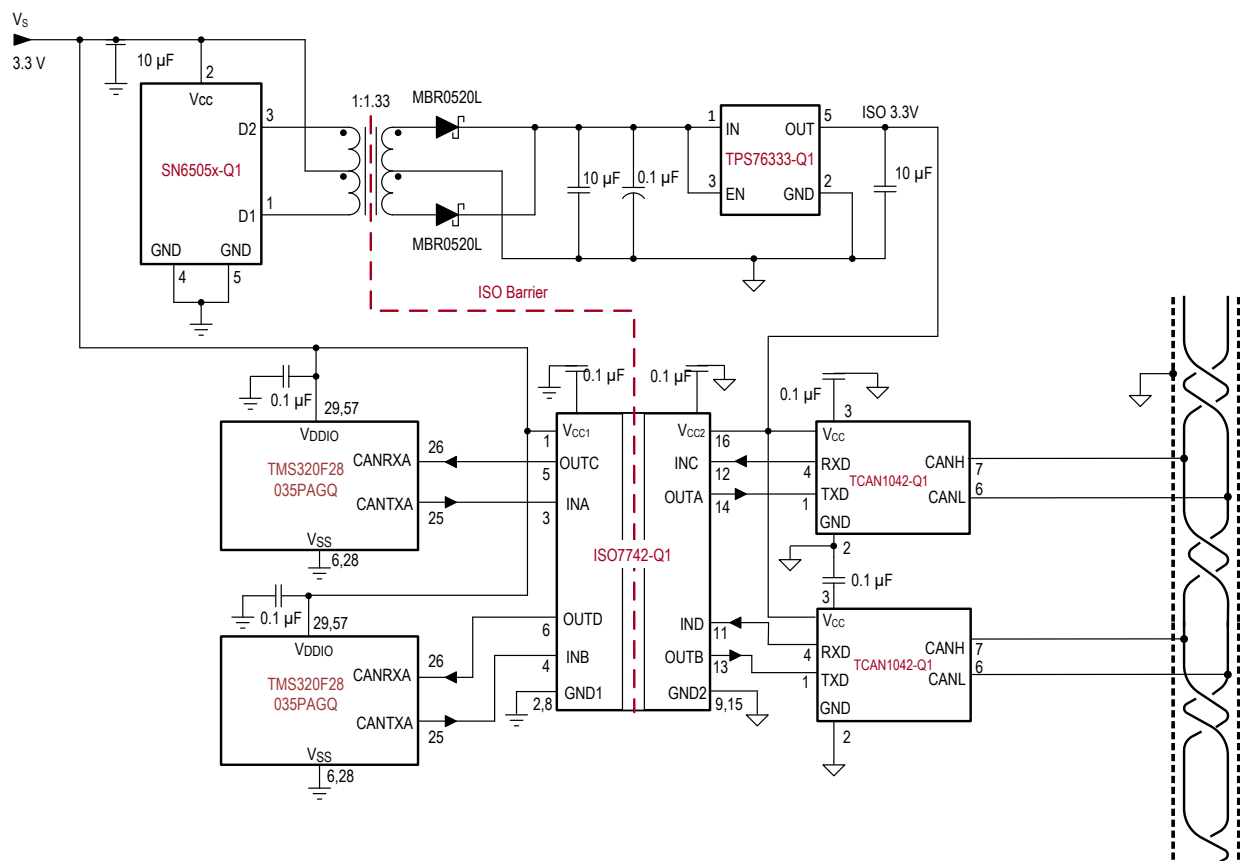 VS
3.3 V
10 µF
2
Vcc
D2
3
SN6505x-Q1
D1
1
GND
GND
4
5
1:1.33
MBR0520L
MBR0520L
10 µF
0.1 µF
1
IN
OUT
5
TPS76333-Q1
3
EN
GND
2
ISO 3.3V
10 µF
ISO Barrier
0.1 µF
29,57
VDDIO
CANRXA
26
TMS320F28
035PAGQ
CANTXA
25
VSS
6,28
0.1 µF
29,57
VDDIO
CANRXA
26
TMS320F28
035PAGQ
CANTXA
25
VSS
6,28
0.1 µF
0.1 µF
1
VCC1
VCC2
16
5
OUTC
INC
12
3
INA
OUTA
14
ISO7742-Q1
6
OUTD
IND
11
4
INB
OUTB
13
2,8
GND1
GND2
9,15
0.1 µF
3
VCC
4
RXD
CANH
7
TCAN1042-Q1
1
TXD
CANL
6
GND
2
0.1 µF
3
VCC
4
RXD
CANH
7
TCAN1042-Q1
1
TXD
CANL
6
GND
2